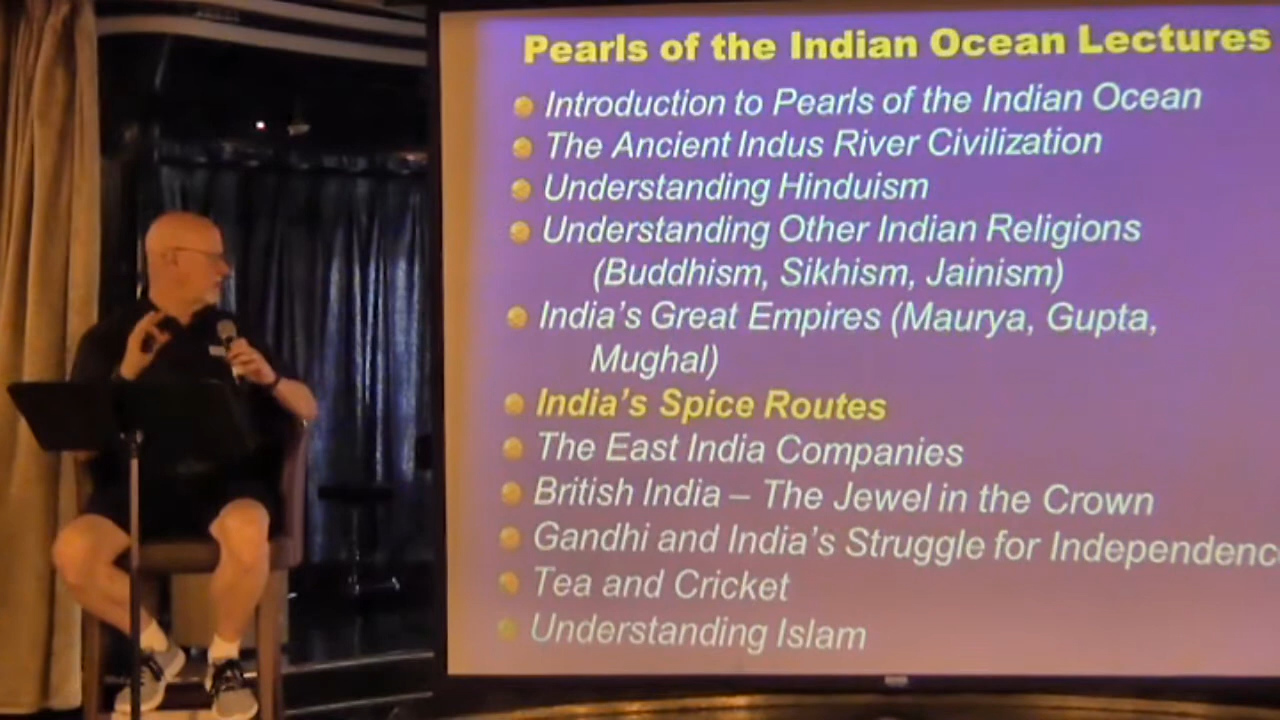 Pearls of the Indian Ocean Lectures
Introduction to Pearls of the Indian Ocean
The Ancient Indus River Civilization
Understanding Hinduism
Understanding Other Indian Religions
(Buddhism, Sikhism, Jainism)
India's Great Empires (Maurya, Gupta,
Mughal)
India's Spice Routes
The East India Companies
British India – The Jewel in the Crown
Gandhi and India's Struggle for Independenc
Tea and Cricket
Understanding Islam